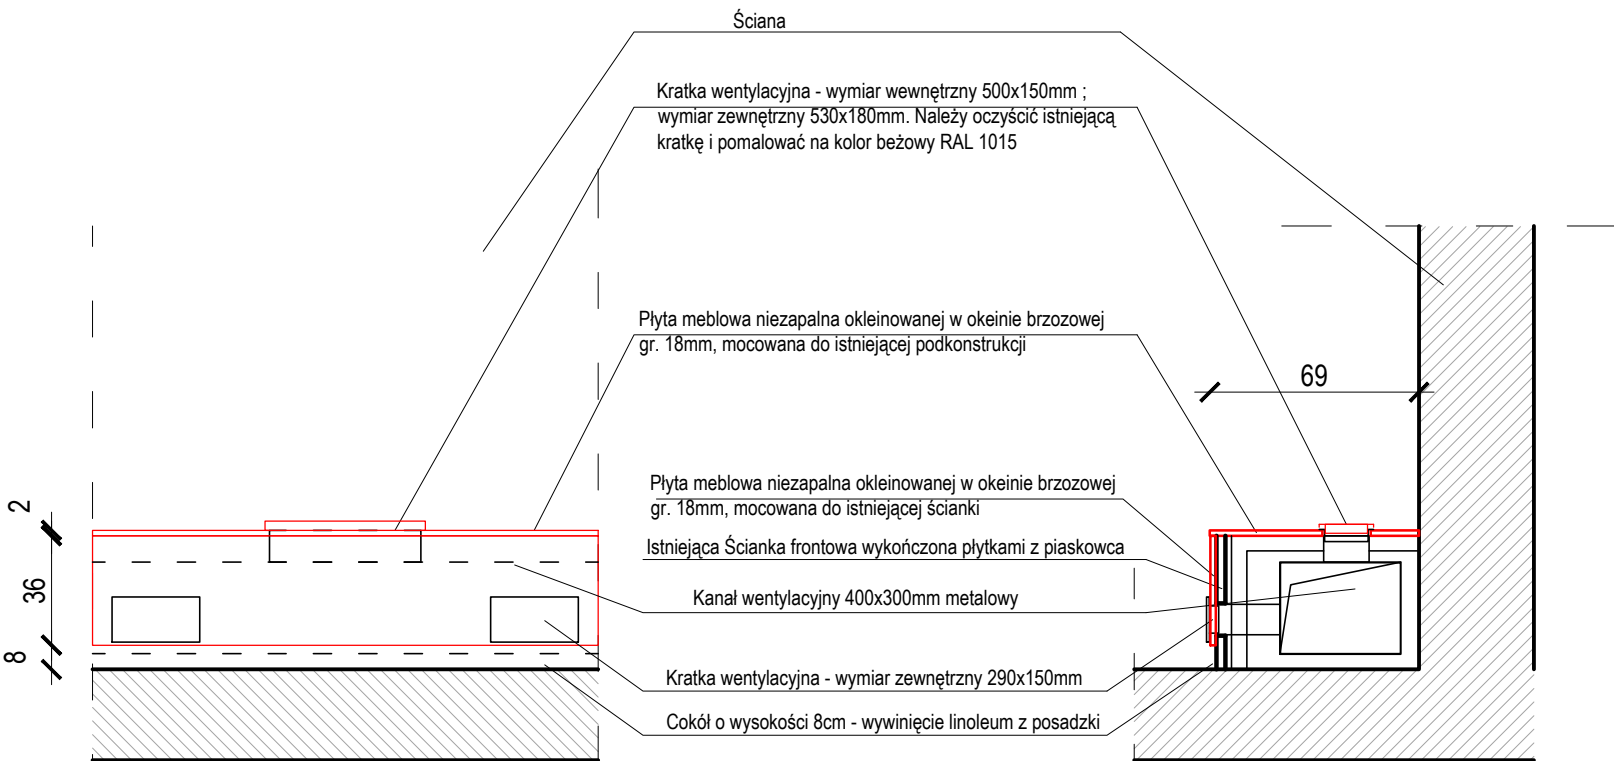 Ściana
Kratka wentylacyjna - wymiar wewnętrzny 500x150mm ;
wymiar zewnętrzny 530x180mm. Należy oczyścić istniejącą
kratkę i pomalować na kolor beżowy RAL 1015
Płyta meblowa niezapalna okleinowanej w okeinie brzozowej
gr. 18mm, mocowana do istniejącej podkonstrukcji
69
Płyta meblowa niezapalna okleinowanej w okeinie brzozowej
gr. 18mm, mocowana do istniejącej ścianki
Istniejąca Ścianka frontowa wykończona płytkami z piaskowca
Kanał wentylacyjny 400x300mm metalowy
Kratka wentylacyjna - wymiar zewnętrzny 290x150mm
Cokół o wysokości 8cm - wywinięcie linoleum z posadzki
2
36
8